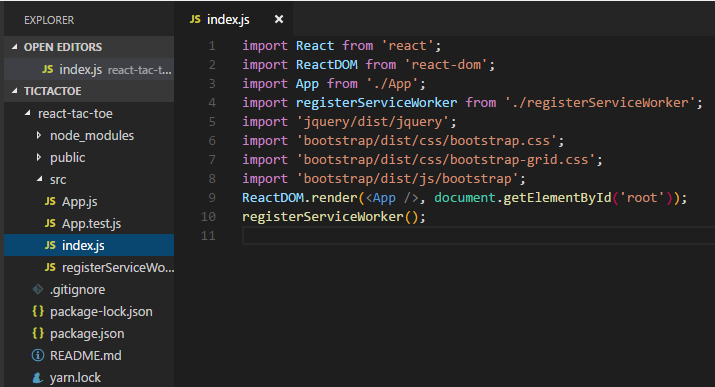 EXPLORER
OPEN EDITORS
JS index.js react-tac-t...
TICTACTOE
react-tac-toe
node_modules
public
src
JS App.js
JS App.test.js
JS index.js
JS registerServiceWo...
.gitignore
{ } package-lock.json
{ } package.json
README.md
yarn.lock
JS index.js
1 import React from 'react';
2 import ReactDOM from 'react-dom';
3 import App from './App';
4 import registerServiceWorker from './registerServiceWorker';
5 import 'jquery/dist/jquery';
6 import 'bootstrap/dist/css/bootstrap.css';
7 import 'bootstrap/dist/css/bootstrap-grid.css';
8 import 'bootstrap/dist/js/bootstrap';
9 ReactDOM.render(<App />, document.getElementById('root'));
10 registerServiceWorker();
11